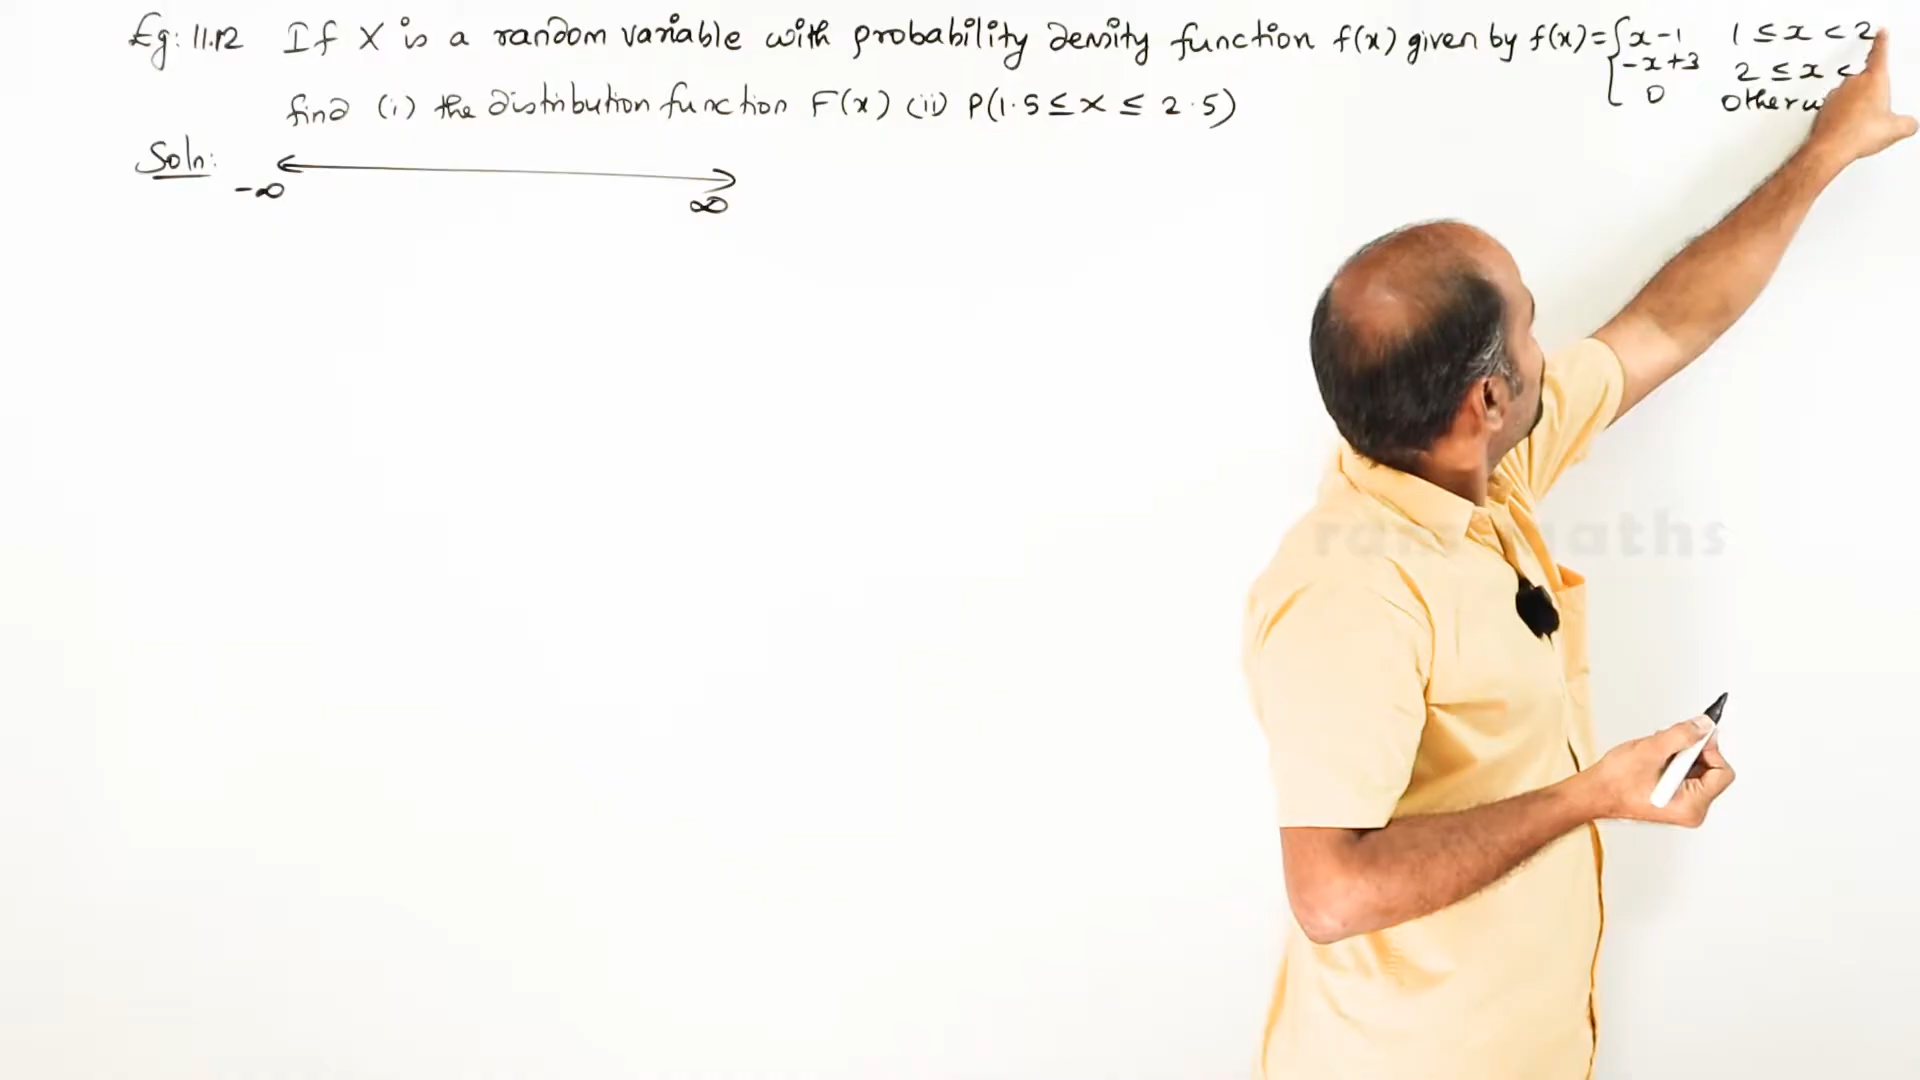 Eg: 11.12 If X is a random variable with probability density function f(x) given by f(x) = { x - 1 1 ≤ x < 2
-x + 3 2 ≤ x <
0
find (i) the distribution function F(x) (ii) P(1.5 ≤ X ≤ 2.5)
Soln:
-∞ ∞